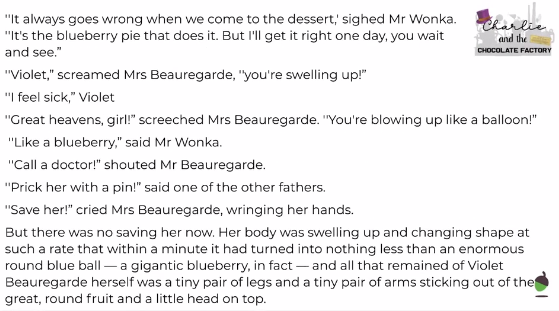 "It always goes wrong when we come to the dessert,' sighed Mr Wonka.
"It's the blueberry pie that does it. But I'll get it right one day, you wait
and see.”
"Violet,” screamed Mrs Beauregarde, "you're swelling up!”
"I feel sick,” Violet
"Great heavens, girl!” screeched Mrs Beauregarde. "You're blowing up like a balloon!”
"Like a blueberry,” said Mr Wonka.
"Call a doctor!” shouted Mr Beauregarde.
"Prick her with a pin!” said one of the other fathers.
"Save her!” cried Mrs Beauregarde, wringing her hands.
But there was no saving her now. Her body was swelling up and changing shape at
such a rate that within a minute it had turned into nothing less than an enormous
round blue ball — a gigantic blueberry, in fact — and all that remained of Violet
Beauregarde herself was a tiny pair of legs and a tiny pair of arms sticking out of the
great, round fruit and a little head on top.
Charlie
and the
CHOCOLATE FACTORY